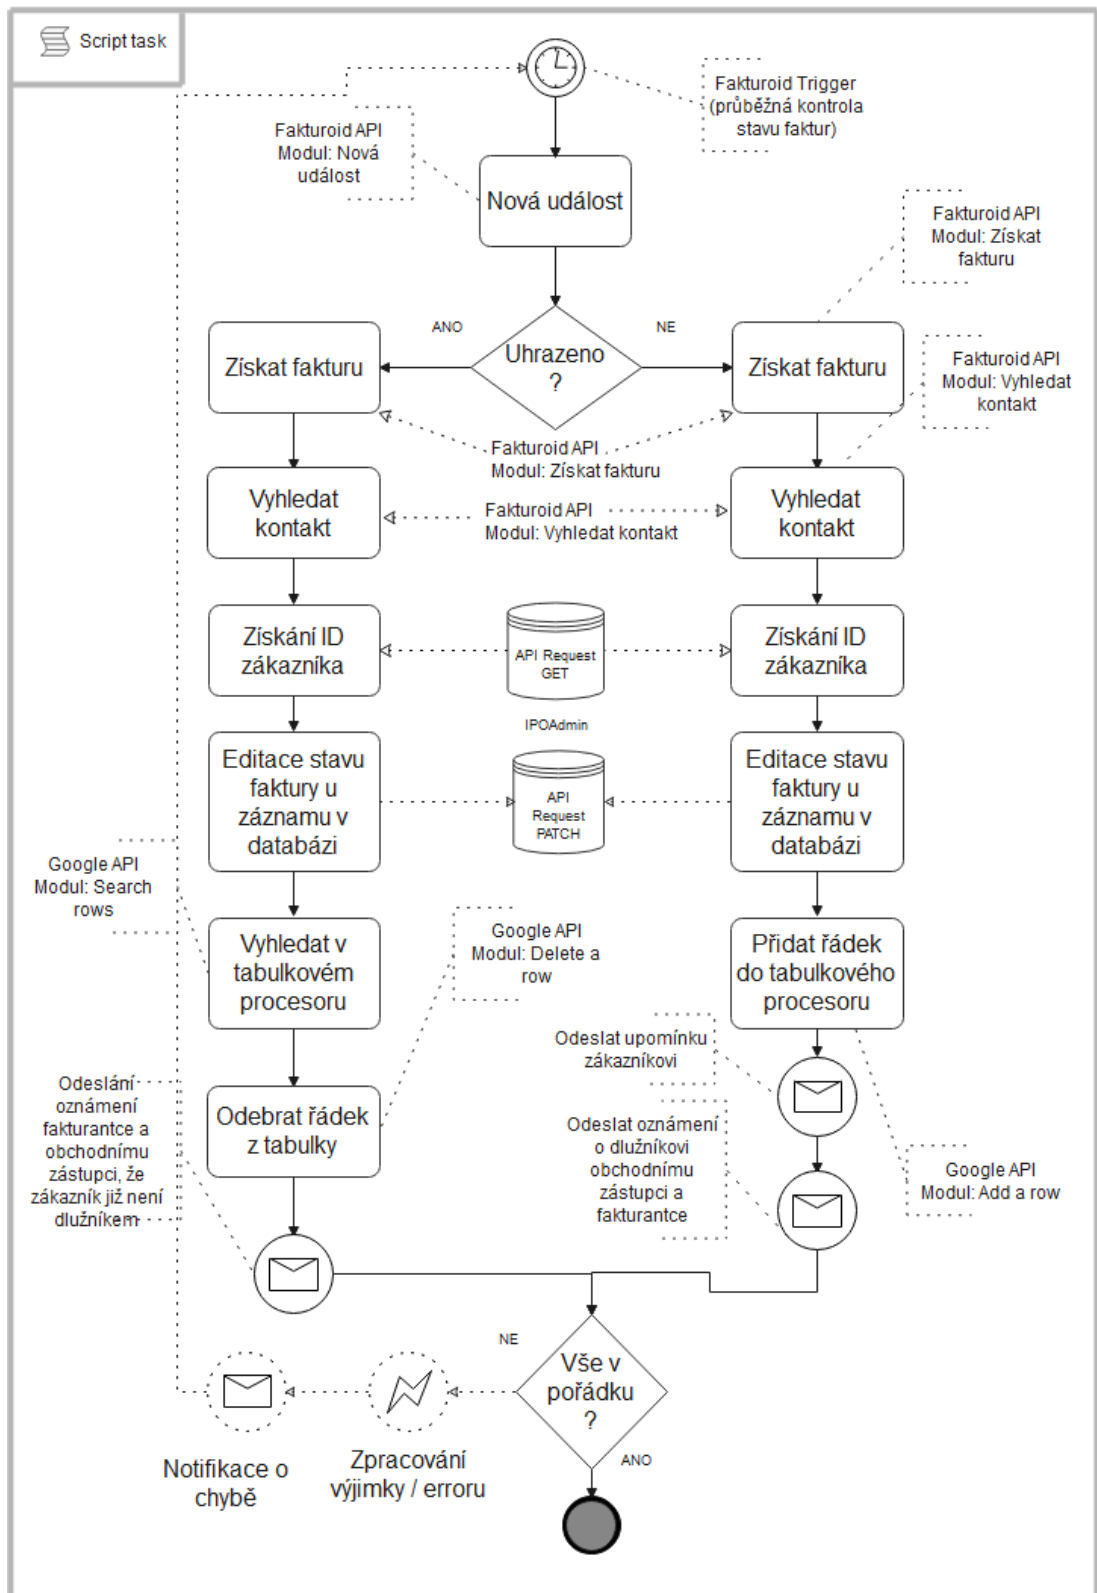 Script task
Fakturoid Trigger
(průběžná kontrola
stavu faktur)
Fakturoid API
Modul: Nová
událost
Nová událost
Fakturoid API
Modul: Získat
fakturu
ANO
NE
Uhrazeno
?
Získat fakturu
Získat fakturu
Fakturoid API
Modul: Vyhledat
kontakt
Fakturoid API
Modul: Získat fakturu
Vyhledat
kontakt
Fakturoid API
Modul: Vyhledat kontakt
Vyhledat
kontakt
Získání ID
zákazníka
API Request
GET
Získání ID
zákazníka
IPOAdmin
Editace stavu
faktury u
záznamu v
databázi
API
Request
PATCH
Editace stavu
faktury u
záznamu v
databázi
Google API
Modul: Search
rows
Vyhledat v
tabulkovém
procesoru
Google API
Modul: Delete a
row
Přidat řádek
do tabulkového
procesoru
Odeslat upomínku
zákazníkovi
Odeslání
oznámení
fakturantce a
obchodnímu
zástupci, že
zákazník již není
dlužníkem
Odebrat řádek
z tabulky
Odeslat oznámení
o dlužníkovi
obchodnímu
zástupci a
fakturantce
Google API
Modul: Add a row
NE
Vše v
pořádku
?
Notifikace o
chybě
Zpracování
výjimky / erroru
ANO